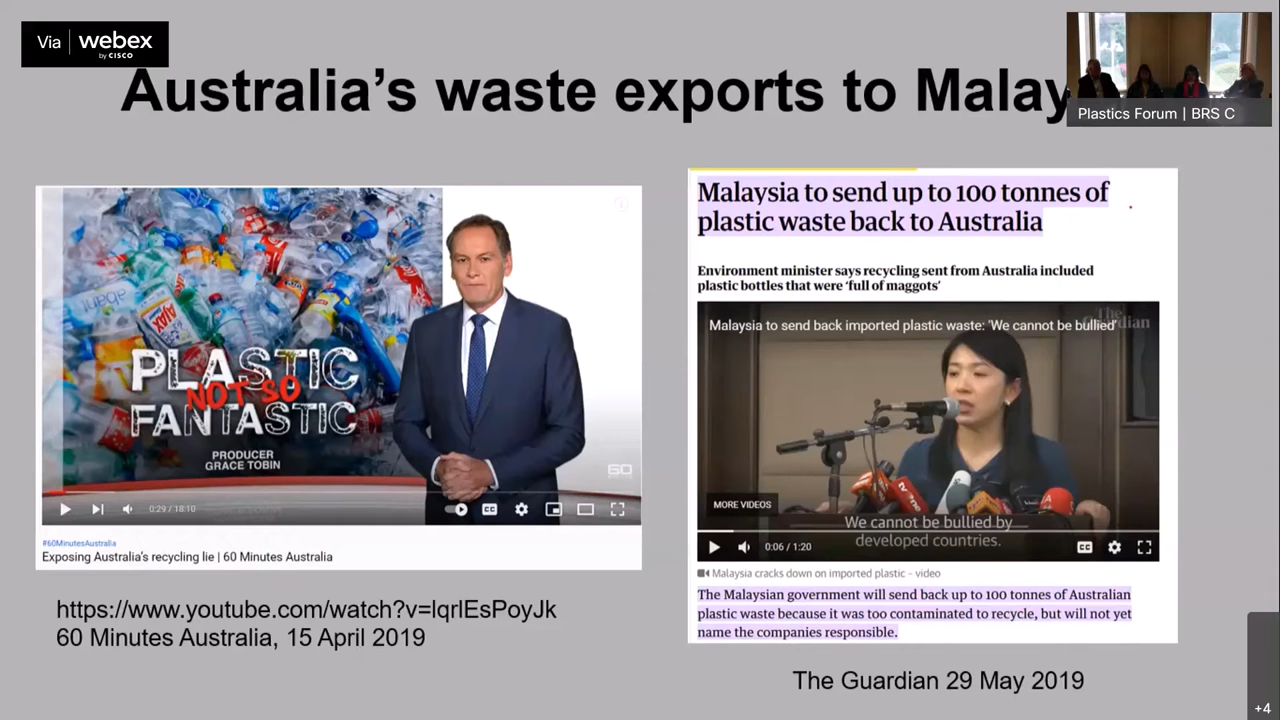 Via webex
by CISCO
Australia's waste exports to Malay
Plastics Forum | BRS C
Malaysia to send up to 100 tonnes of
plastic waste back to Australia
Environment minister says recycling sent from Australia included
plastic bottles that were 'full of maggots'
Malaysia to send back imported plastic waste: 'We cannot be bullied'
The
Guardian
AJAX
PLASTIC
NOT SO
FANTASTIC
PRODUCER
GRACE TOBIN
60
CC
0:29 / 18:10
#60MinutesAustralia
Exposing Australia's recycling lie | 60 Minutes Australia
MORE VIDEOS
We cannot be bullied by
developed countries.
0:06 / 1:20
CC
Malaysia cracks down on imported plastic – video
The Malaysian government will send back up to 100 tonnes of Australian
plastic waste because it was too contaminated to recycle, but will not yet
name the companies responsible.
https://www.youtube.com/watch?v=lqrlEsPoyJk
60 Minutes Australia, 15 April 2019
The Guardian 29 May 2019
+4